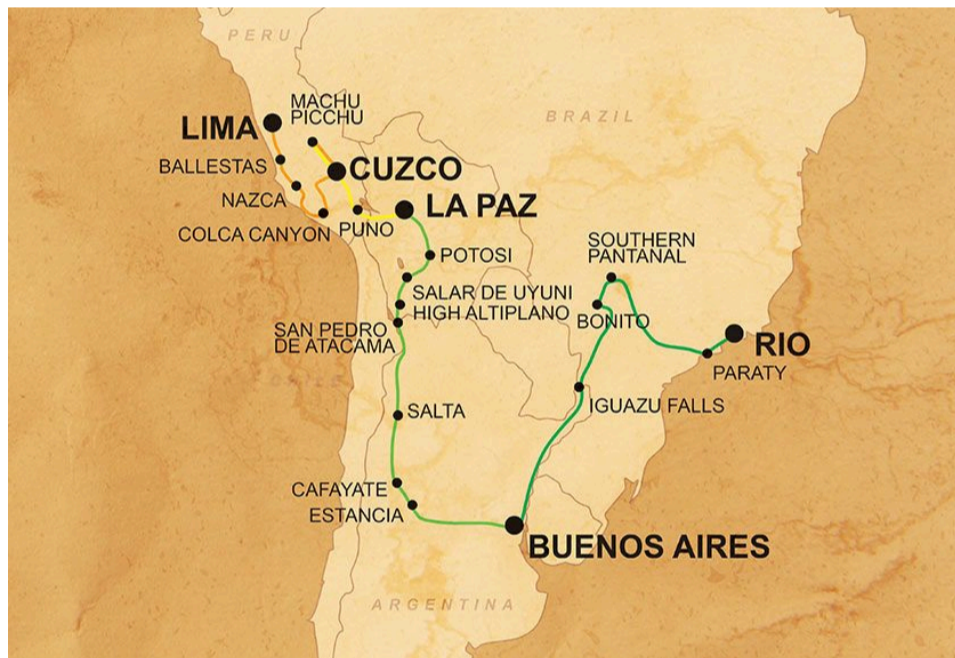 PERU
MACHU
PICCHU
LIMA
BRAZIL
BALLESTAS
CUZCO
NAZCA
LA PAZ
COLCA CANYON
PUNO
SOUTHERN
PANTANAL
POTOSI
SALAR DE UYUNI
HIGH ALTIPLANO
BONITO
SAN PEDRO
DE ATACAMA
RIO
PARATY
CHILE
IGUAZU FALLS
SALTA
CAFAYATE
ESTANCIA
BUENOS AIRES
ARGENTINA